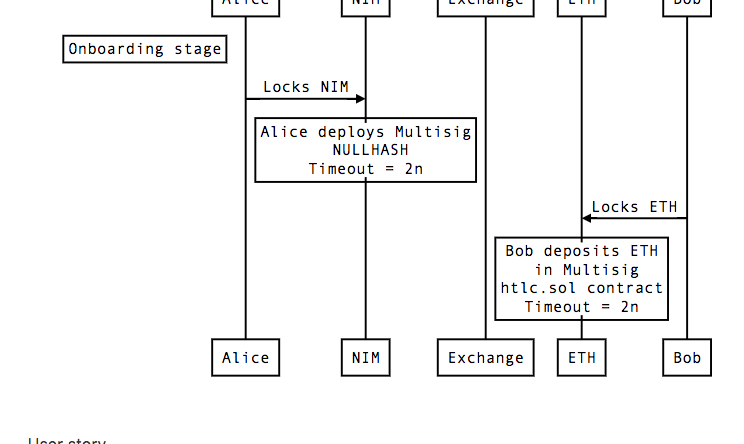 Alice NIM Exchange ETH Bob
Onboarding stage
Locks NIM
Alice deploys Multisig
NULLHASH
Timeout = 2n
Locks ETH
Bob deposits ETH
in Multisig
htlc.sol contract
Timeout = 2n
Alice NIM Exchange ETH Bob
User story